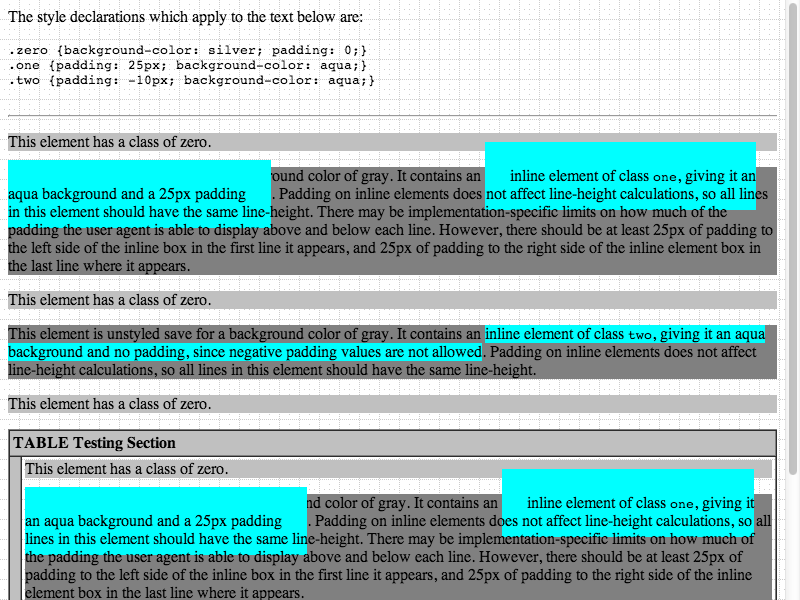 The style declarations which apply to the text below are:
.zero {background-color: silver; padding: 0;}
.one {padding: 25px; background-color: aqua;}
.two {padding: -10px; background-color: aqua;}
This element has a class of zero.
ound color of gray. It contains an inline element of class one, giving it an
aqua background and a 25px padding. Padding on inline elements does not affect line-height calculations, so all lines
in this element should have the same line-height. There may be implementation-specific limits on how much of the
padding the user agent is able to display above and below each line. However, there should be at least 25px of padding to
the left side of the inline box in the first line it appears, and 25px of padding to the right side of the inline element box in
the last line where it appears.
This element has a class of zero.
This element is unstyled save for a background color of gray. It contains an inline element of class two, giving it an aqua
background and no padding, since negative padding values are not allowed. Padding on inline elements does not affect
line-height calculations, so all lines in this element should have the same line-height.
This element has a class of zero.
TABLE Testing Section
This element has a class of zero.
nd color of gray. It contains an inline element of class one, giving it
an aqua background and a 25px padding. Padding on inline elements does not affect line-height calculations, so all
lines in this element should have the same line-height. There may be implementation-specific limits on how much of
the padding the user agent is able to display above and below each line. However, there should be at least 25px of
padding to the left side of the inline box in the first line it appears, and 25px of padding to the right side of the inline
element box in the last line where it appears.